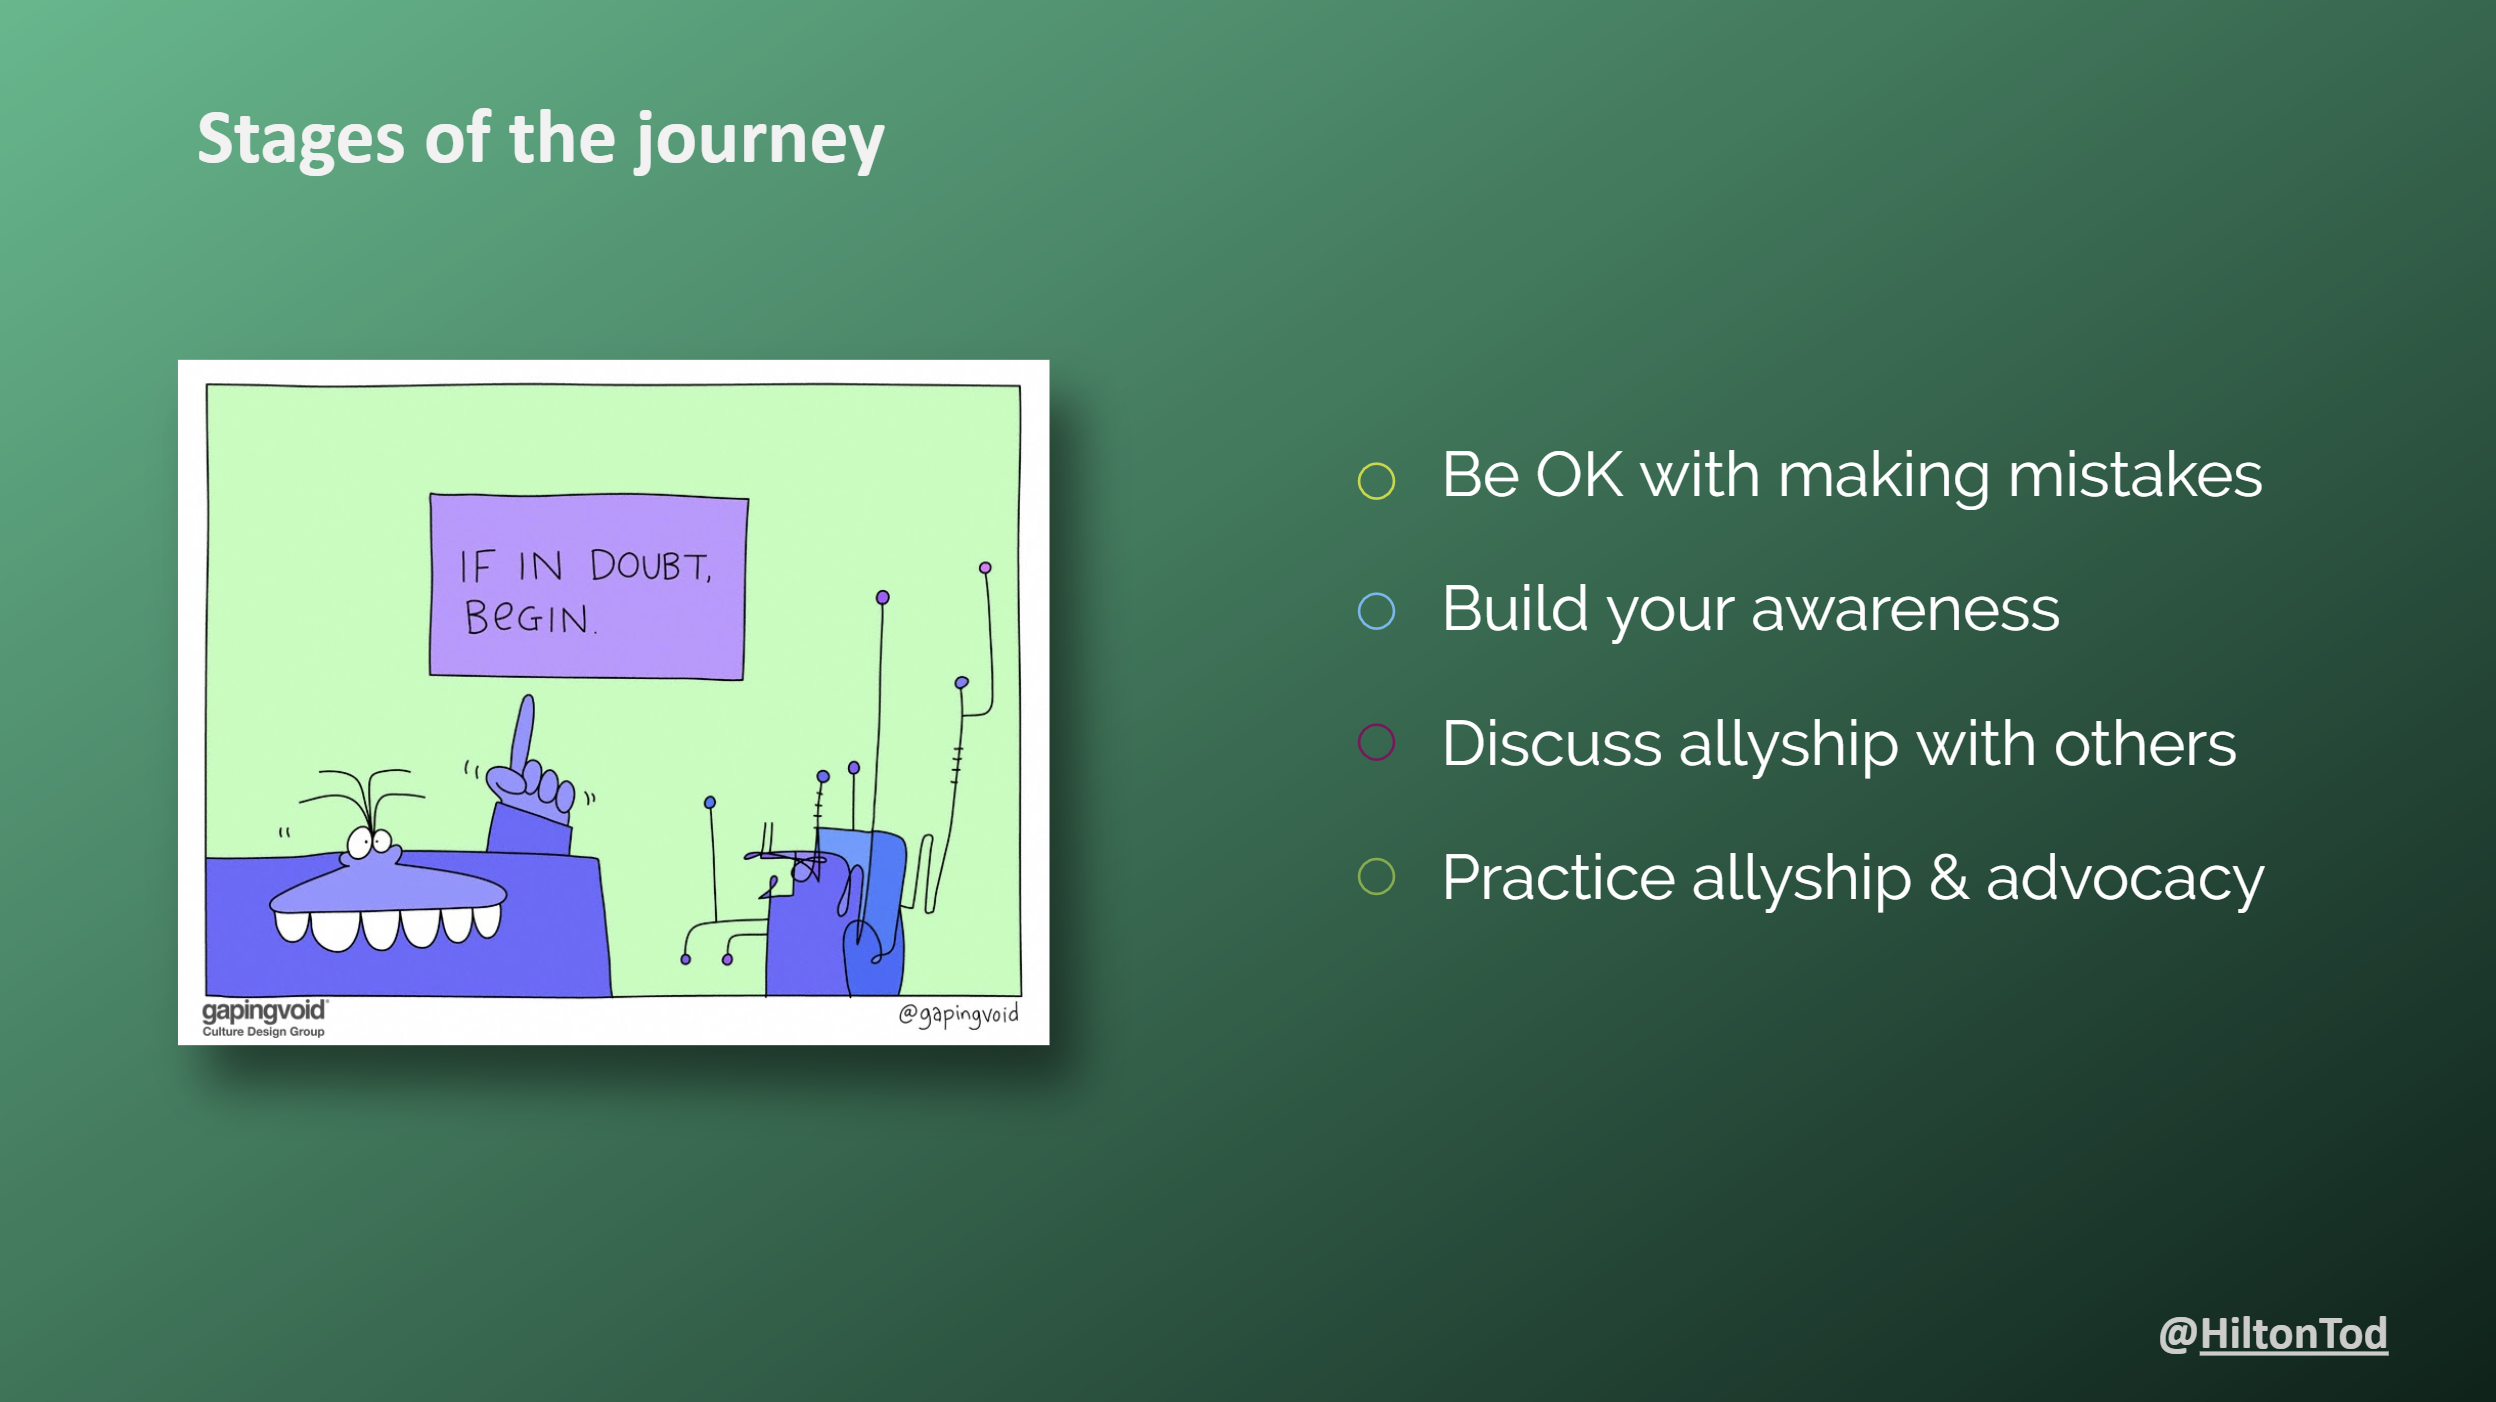 Stages of the journey
IF IN DOUBT,
BeGIN.
gapingvoid
Culture Design Group
@gapingvoid
Be OK with making mistakes
Build your awareness
Discuss allyship with others
Practice allyship & advocacy
@HiltonTod